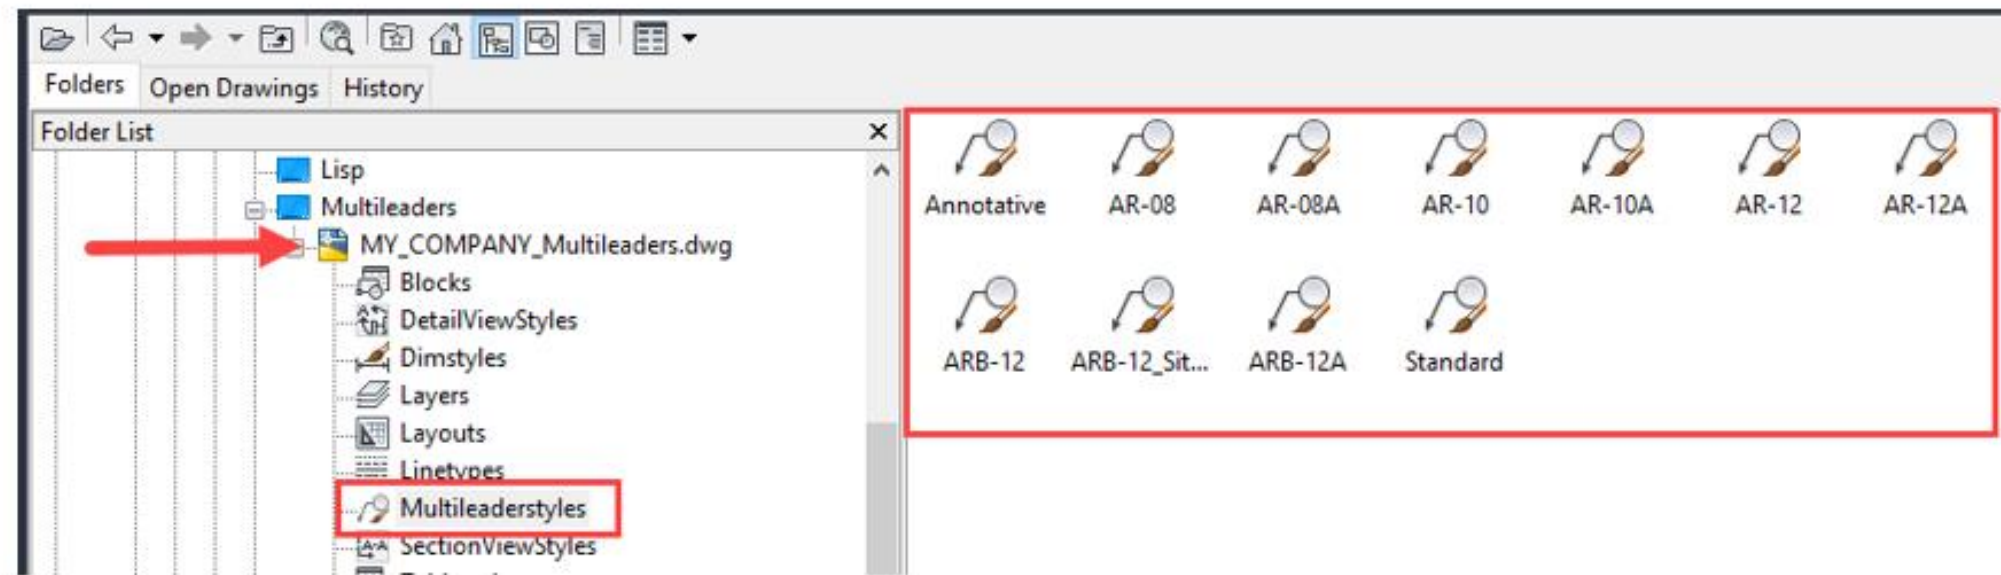 Folders Open Drawings History
Folder List
Lisp
Multileaders
MY_COMPANY_Multileaders.dwg
Blocks
DetailViewStyles
Dimstyles
Layers
Layouts
Linetypes
Multileaderstyles
SectionViewStyles
Annotative AR-08 AR-08A AR-10 AR-10A AR-12 AR-12A
ARB-12 ARB-12_Sit... ARB-12A Standard